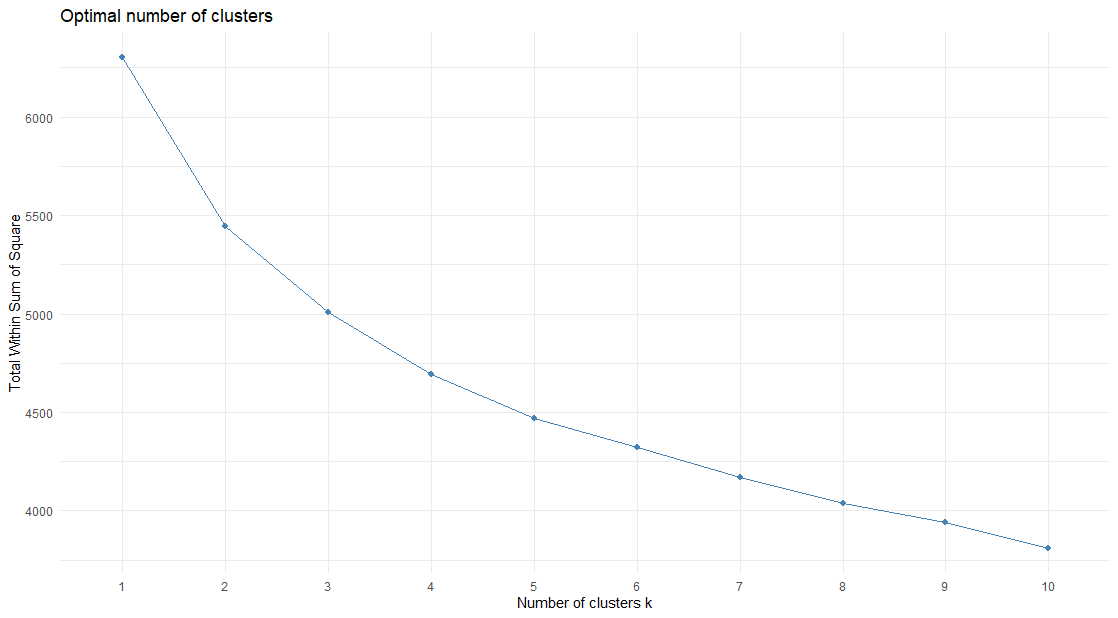 Optimal number of clusters
Total Within Sum of Square
6000
5500
5000
4500
4000
1 2 3 4 5 6 7 8 9 10
Number of clusters k